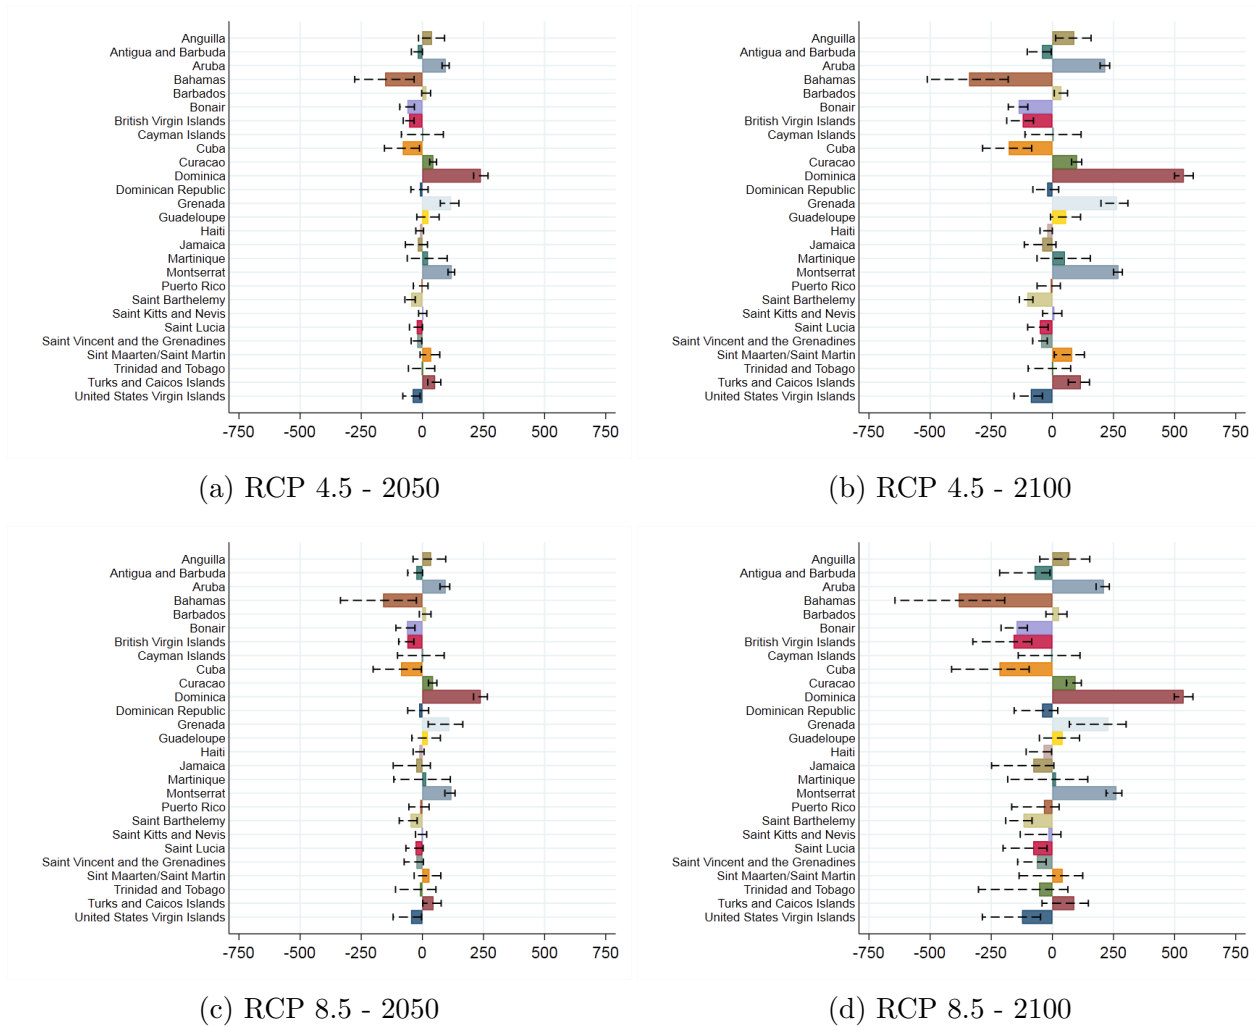 Anguilla
Antigua and Barbuda
Aruba
Bahamas
Barbados
Bonair
British Virgin Islands
Cayman Islands
Cuba
Curacao
Dominica
Dominican Republic
Grenada
Guadeloupe
Haiti
Jamaica
Martinique
Montserrat
Puerto Rico
Saint Barthelemy
Saint Kitts and Nevis
Saint Lucia
Saint Vincent and the Grenadines
Sint Maarten/Saint Martin
Trinidad and Tobago
Turks and Caicos Islands
United States Virgin Islands
-750 -500 -250 0 250 500 750
(a) RCP 4.5 - 2050
Anguilla
Antigua and Barbuda
Aruba
Bahamas
Barbados
Bonair
British Virgin Islands
Cayman Islands
Cuba
Curacao
Dominica
Dominican Republic
Grenada
Guadeloupe
Haiti
Jamaica
Martinique
Montserrat
Puerto Rico
Saint Barthelemy
Saint Kitts and Nevis
Saint Lucia
Saint Vincent and the Grenadines
Sint Maarten/Saint Martin
Trinidad and Tobago
Turks and Caicos Islands
United States Virgin Islands
-750 -500 -250 0 250 500 750
(b) RCP 4.5 - 2100
Anguilla
Antigua and Barbuda
Aruba
Bahamas
Barbados
Bonair
British Virgin Islands
Cayman Islands
Cuba
Curacao
Dominica
Dominican Republic
Grenada
Guadeloupe
Haiti
Jamaica
Martinique
Montserrat
Puerto Rico
Saint Barthelemy
Saint Kitts and Nevis
Saint Lucia
Saint Vincent and the Grenadines
Sint Maarten/Saint Martin
Trinidad and Tobago
Turks and Caicos Islands
United States Virgin Islands
-750 -500 -250 0 250 500 750
(c) RCP 8.5 - 2050
Anguilla
Antigua and Barbuda
Aruba
Bahamas
Barbados
Bonair
British Virgin Islands
Cayman Islands
Cuba
Curacao
Dominica
Dominican Republic
Grenada
Guadeloupe
Haiti
Jamaica
Martinique
Montserrat
Puerto Rico
Saint Barthelemy
Saint Kitts and Nevis
Saint Lucia
Saint Vincent and the Grenadines
Sint Maarten/Saint Martin
Trinidad and Tobago
Turks and Caicos Islands
United States Virgin Islands
-750 -500 -250 0 250 500 750
(d) RCP 8.5 - 2100